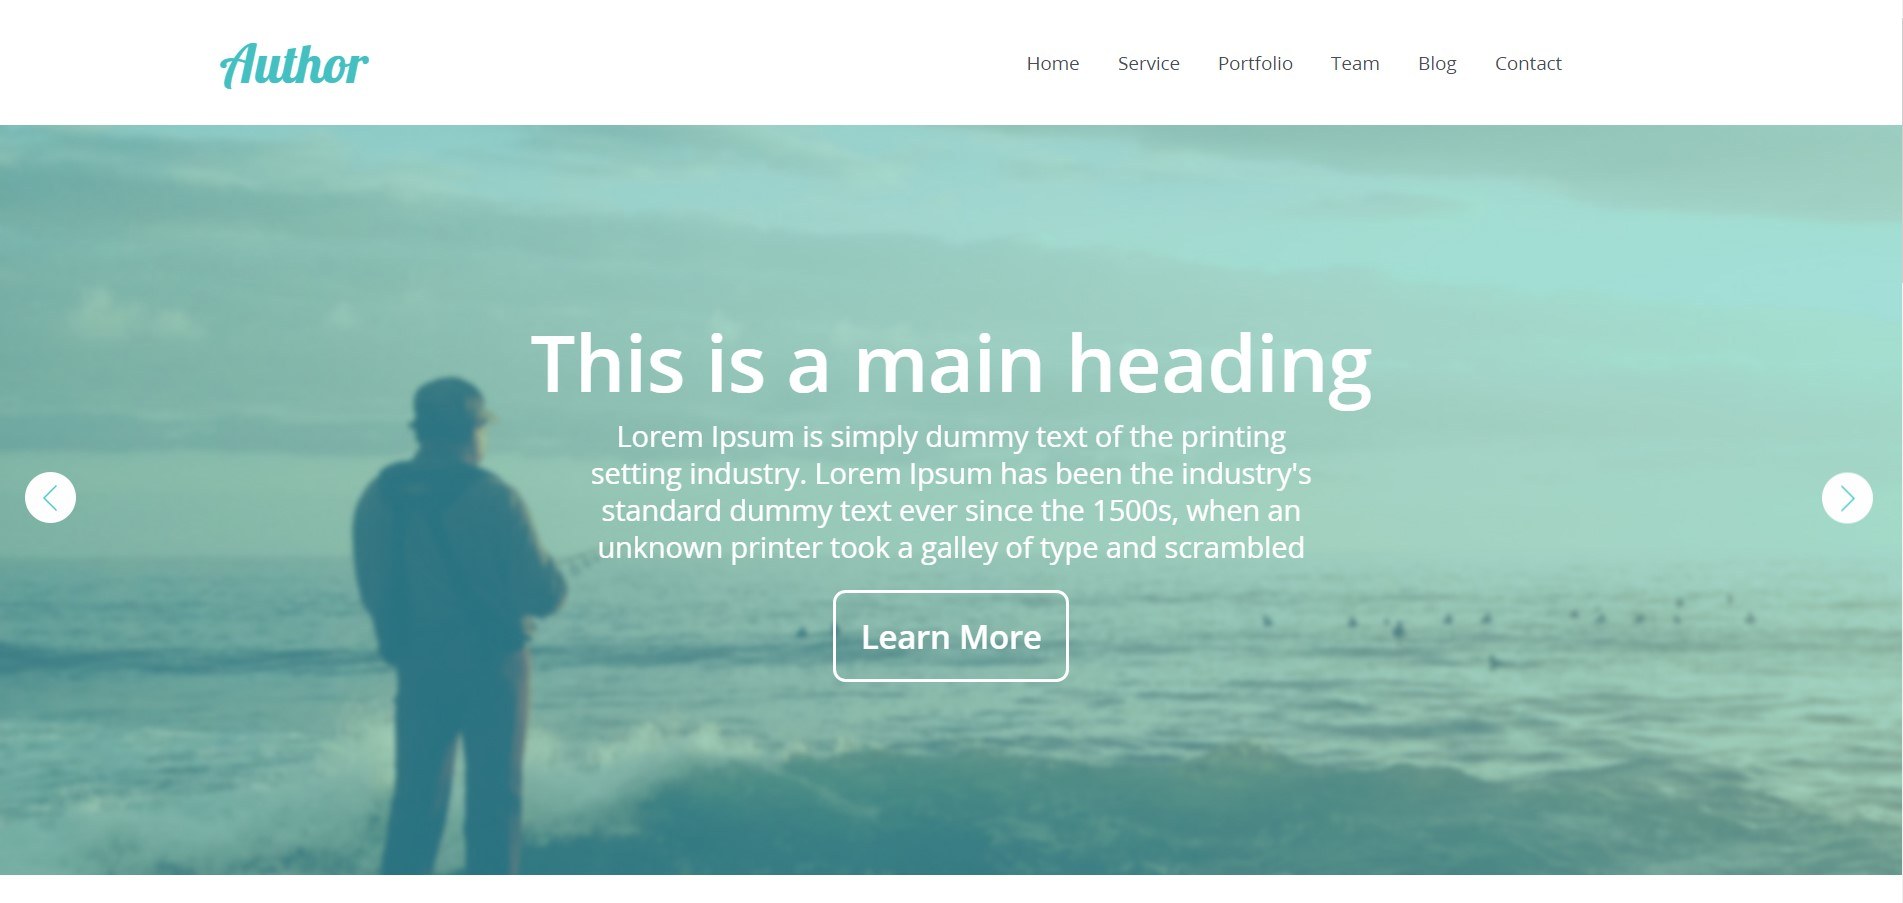 Author
Home Service Portfolio Team Blog Contact
This is a main heading
Lorem Ipsum is simply dummy text of the printing
setting industry. Lorem Ipsum has been the industry's
standard dummy text ever since the 1500s, when an
unknown printer took a galley of type and scrambled
Learn More